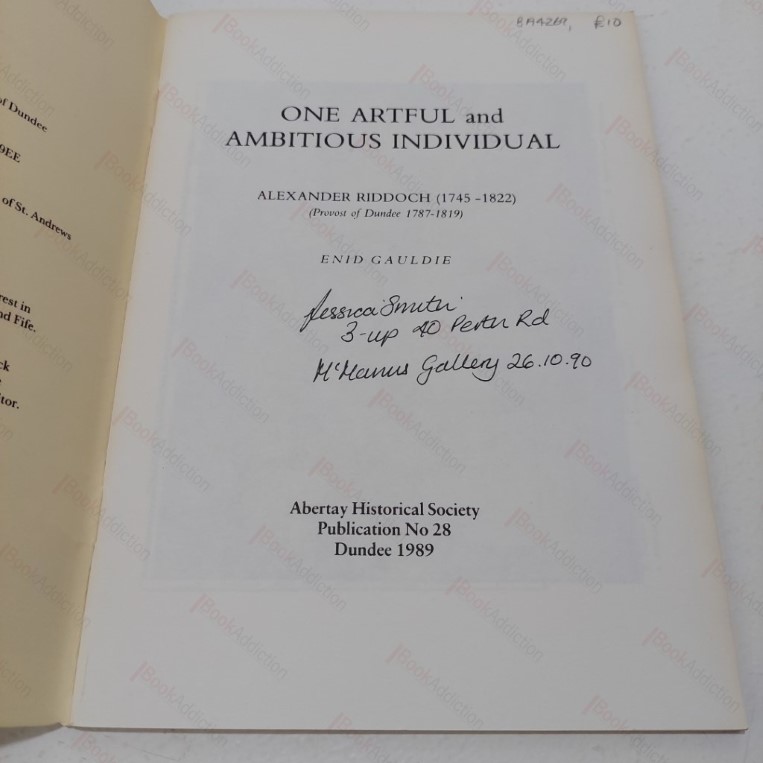 of Dundee
9EE
of St. Andrews
rest in
nd Fife.
ck
tor.
£10
ONE ARTFUL and
AMBITIOUS INDIVIDUAL
ALEXANDER RIDDOCH (1745 -1822)
(Provost of Dundee 1787-1819)
ENID GAULDIE
Jessica Smith
3-up 40 Perth Rd
McManus Gallery 26.10.90
Abertay Historical Society
Publication No 28
Dundee 1989
BookAddiction